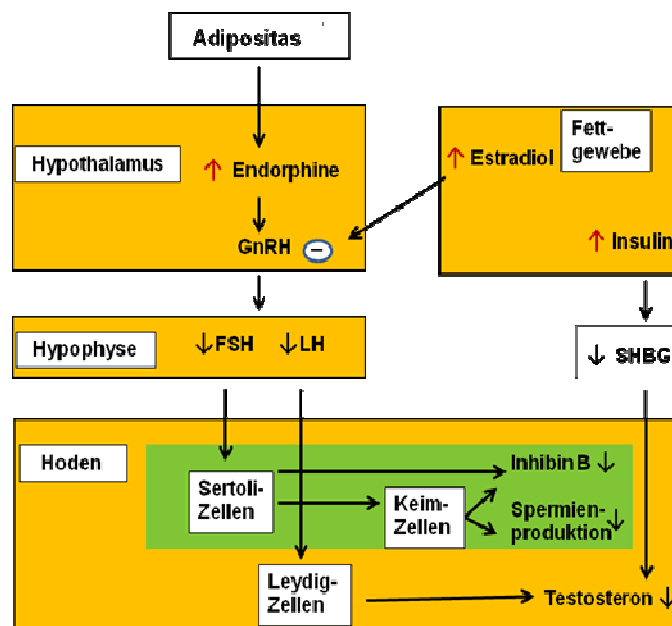 Adipositas
Hypothalamus
↑ Endorphine
GnRH −
Fett-
gewebe
↑ Estradiol
↑ Insulin
Hypophyse
↓FSH ↓LH
↓ SHBG
Hoden
Sertoli-
Zellen
Keim-
Zellen
Inhibin B ↓
Spermien-
produktion ↓
Leydig-
Zellen
Testosteron ↓